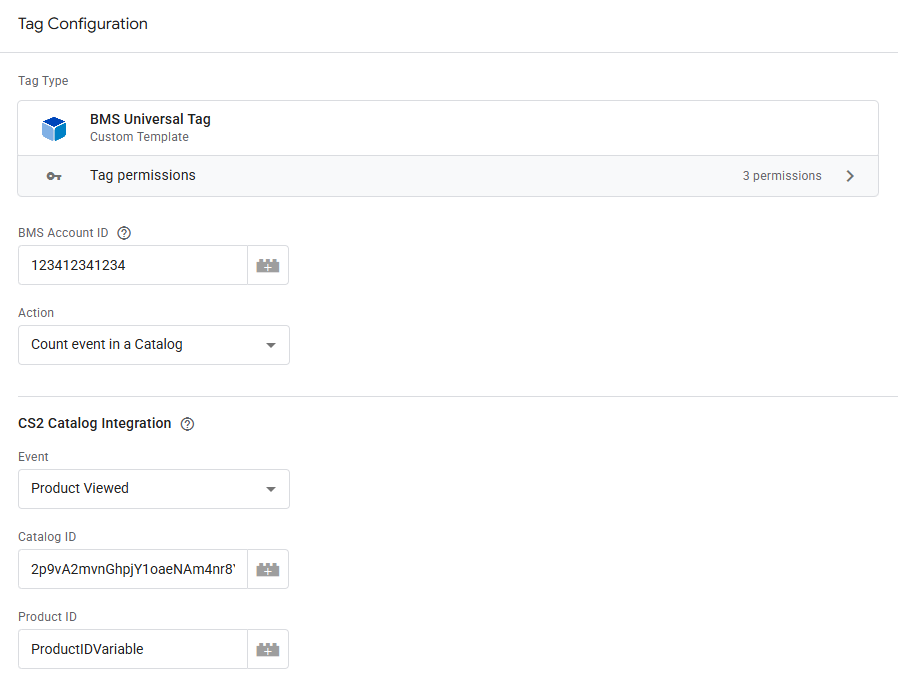 Tag Configuration
Tag Type
BMS Universal Tag
Custom Template
Tag permissions
3 permissions
BMS Account ID
123412341234
Action
Count event in a Catalog
CS2 Catalog Integration
Event
Product Viewed
Catalog ID
2p9vA2mvnGhpjY1oaeNAm4nr8
Product ID
ProductIDVariable